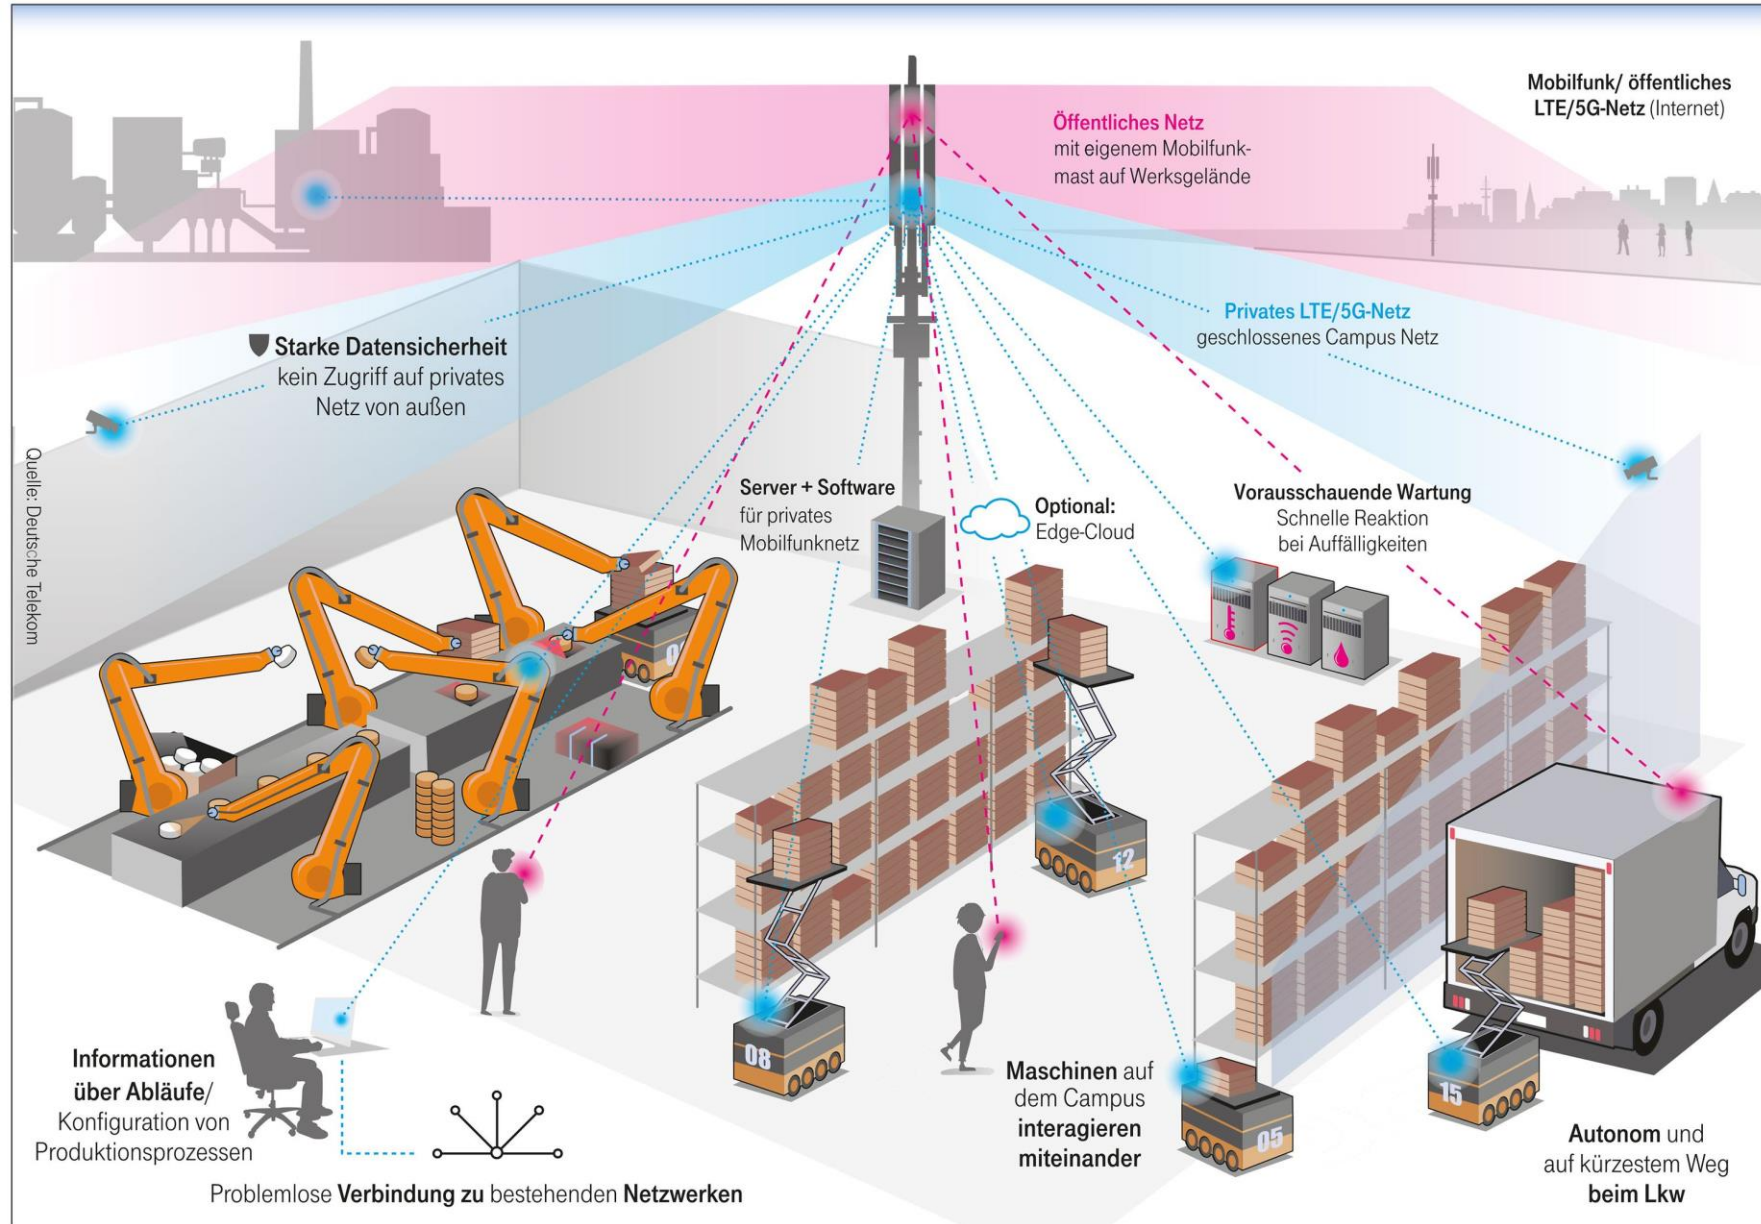 Mobilfunk/ öffentliches
LTE/5G-Netz (Internet)
Öffentliches Netz
mit eigenem Mobilfunk-
mast auf Werksgelände
Privates LTE/5G-Netz
geschlossenes Campus Netz
Starke Datensicherheit
kein Zugriff auf privates
Netz von außen
Quelle: Deutsche Telekom
Server + Software
für privates
Mobilfunknetz
Optional:
Edge-Cloud
Vorausschauende Wartung
Schnelle Reaktion
bei Auffälligkeiten
12
08
05
15
Informationen
über Abläufe/
Konfiguration von
Produktionsprozessen
Problemlose Verbindung zu bestehenden Netzwerken
Maschinen auf
dem Campus
interagieren
miteinander
Autonom und
auf kürzestem Weg
beim Lkw